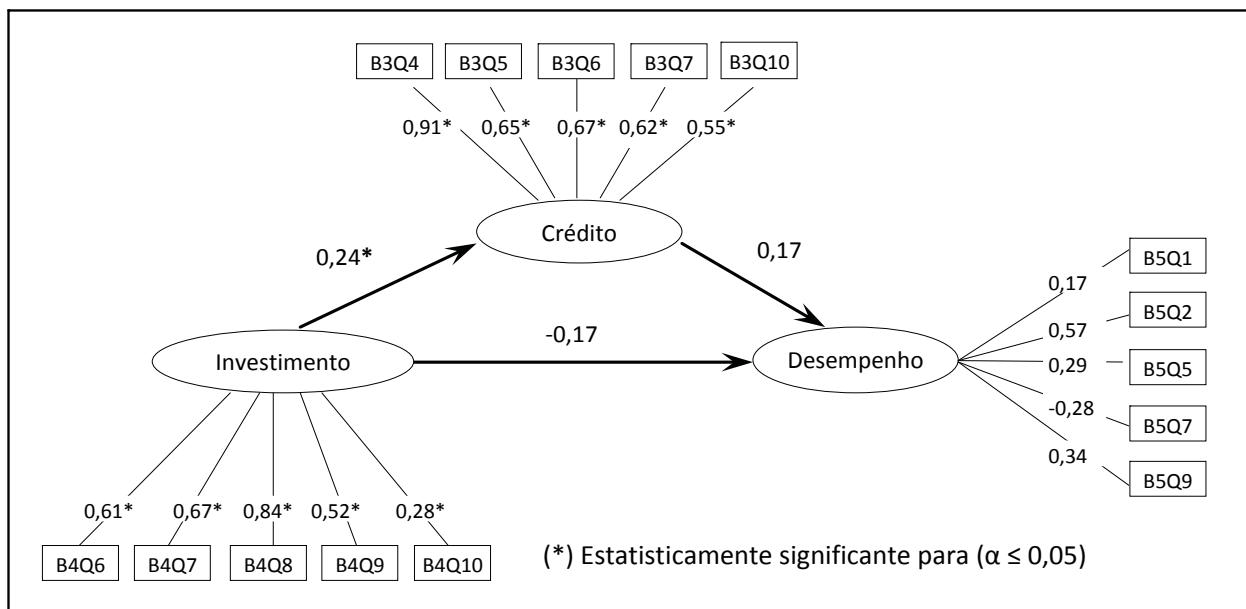 B3Q4 B3Q5 B3Q6 B3Q7 B3Q10
0,91* 0,65* 0,67* 0,62* 0,55*
Crédito
0,24* 0,17
Investimento -0,17 Desempenho
0,17 B5Q1
0,57 B5Q2
0,29 B5Q5
-0,28 B5Q7
0,34 B5Q9
0,61* 0,67* 0,84* 0,52* 0,28*
B4Q6 B4Q7 B4Q8 B4Q9 B4Q10
(*) Estatisticamente significante para (α ≤ 0,05)